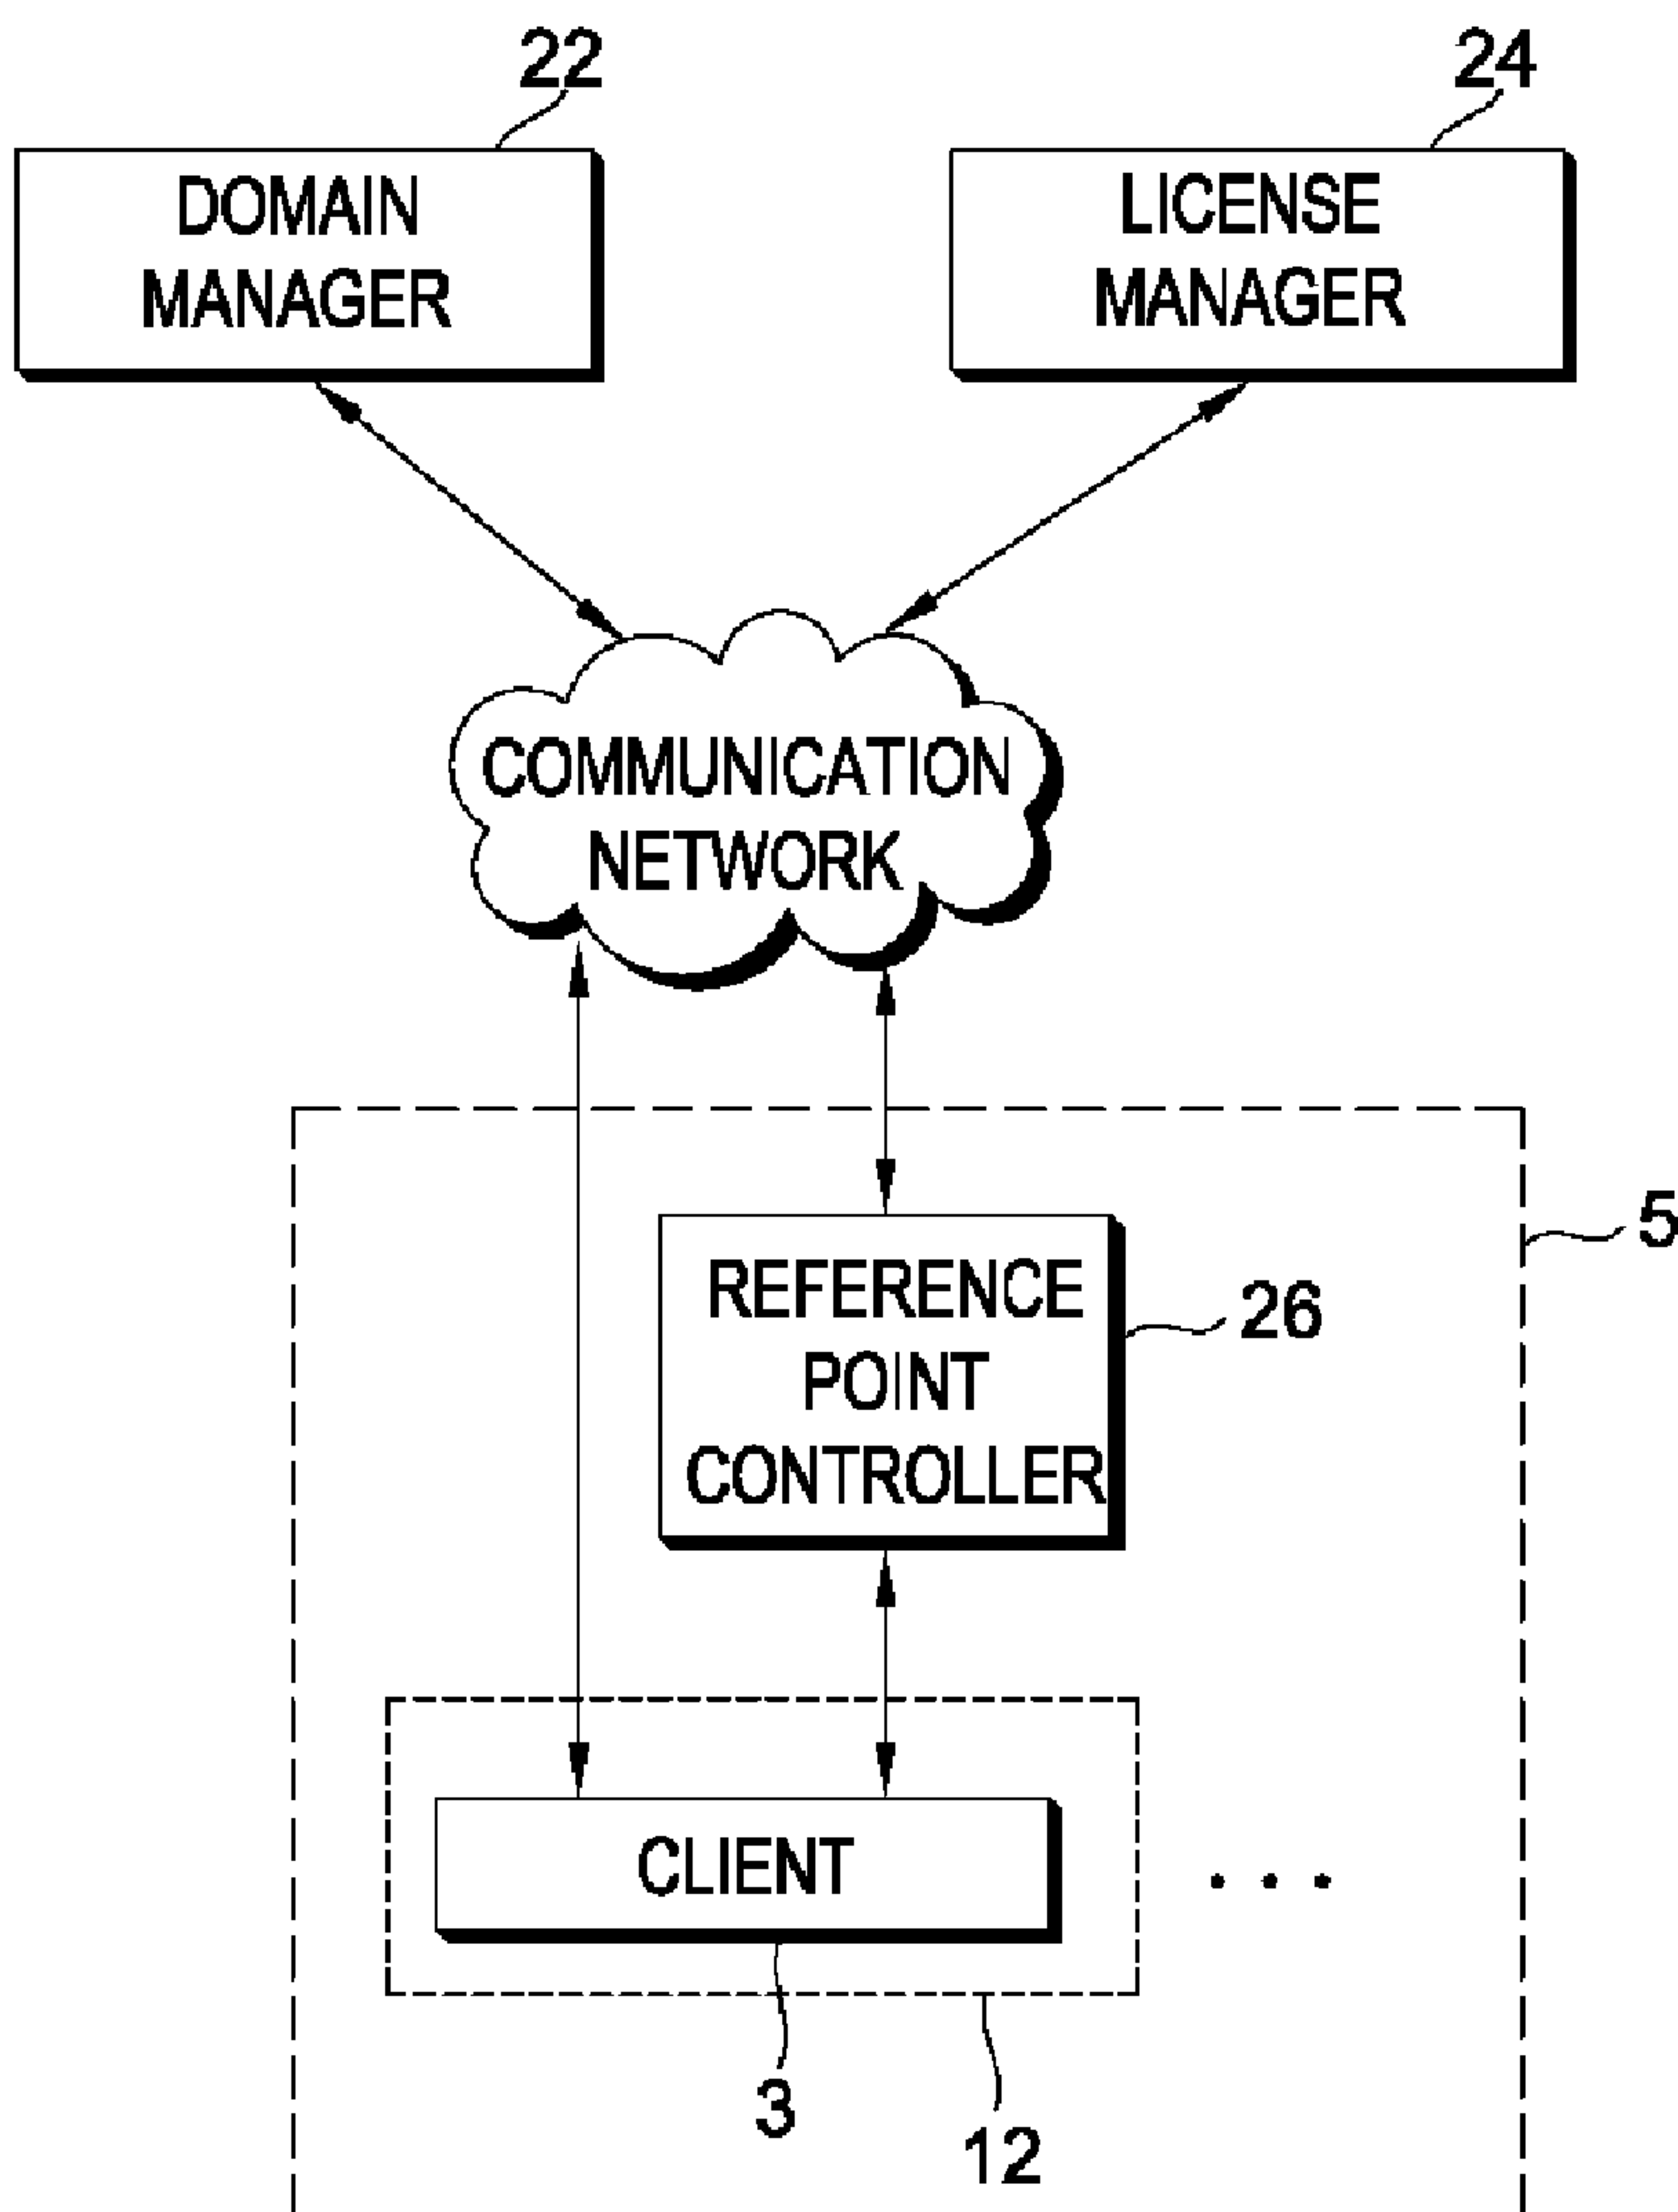 22
24
DOMAIN
MANAGER
LICENSE
MANAGER
COMMUNICATION
NETWORK
5
REFERENCE
POINT
CONTROLLER
26
CLIENT
. . .
3
12